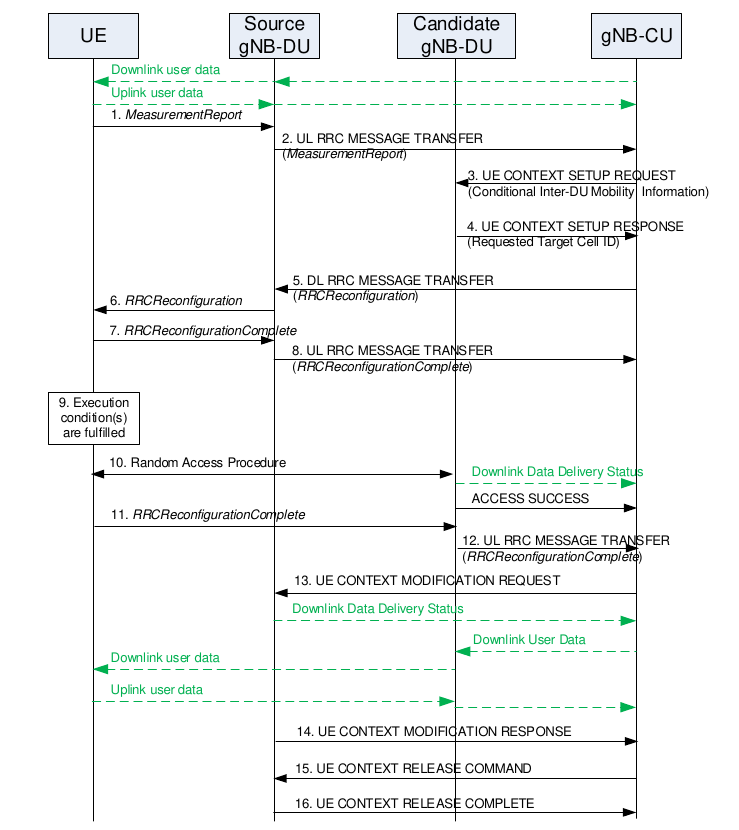 UE
Source
gNB-DU
Candidate
gNB-DU
gNB-CU
Downlink user data
Uplink user data
1. MeasurementReport
2. UL RRC MESSAGE TRANSFER
(MeasurementReport)
3. UE CONTEXT SETUP REQUEST
(Conditional Inter-DU Mobility Information)
4. UE CONTEXT SETUP RESPONSE
(Requested Target Cell ID)
5. DL RRC MESSAGE TRANSFER
(RRCReconfiguration)
6. RRCReconfiguration
7. RRCReconfigurationComplete
8. UL RRC MESSAGE TRANSFER
(RRCReconfigurationComplete)
9. Execution
condition(s)
are fulfilled
10. Random Access Procedure
Downlink Data Delivery Status
ACCESS SUCCESS
11. RRCReconfigurationComplete
12. UL RRC MESSAGE TRANSFER
(RRCReconfigurationComplete)
13. UE CONTEXT MODIFICATION REQUEST
Downlink Data Delivery Status
Downlink User Data
Downlink user data
Uplink user data
14. UE CONTEXT MODIFICATION RESPONSE
15. UE CONTEXT RELEASE COMMAND
16. UE CONTEXT RELEASE COMPLETE